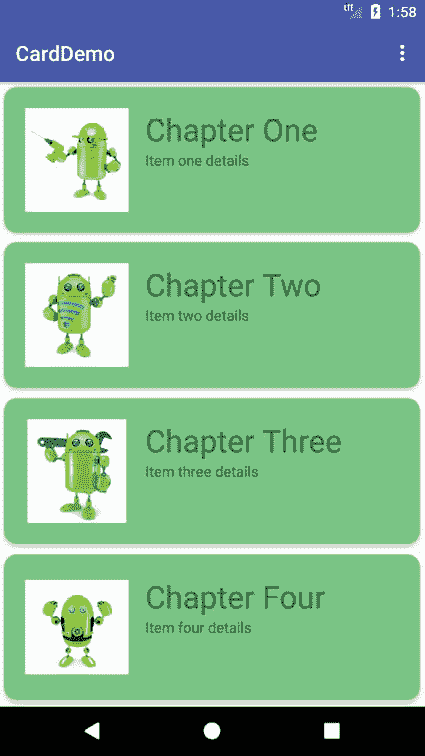 1:58
CardDemo
Chapter One
Item one details
Chapter Two
Item two details
Chapter Three
Item three details
Chapter Four
Item four details